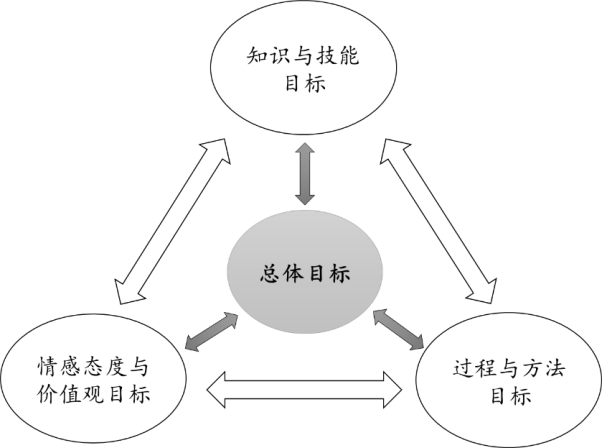 知识与技能
目标
总体目标
情感态度与
价值观目标
过程与方法
目标